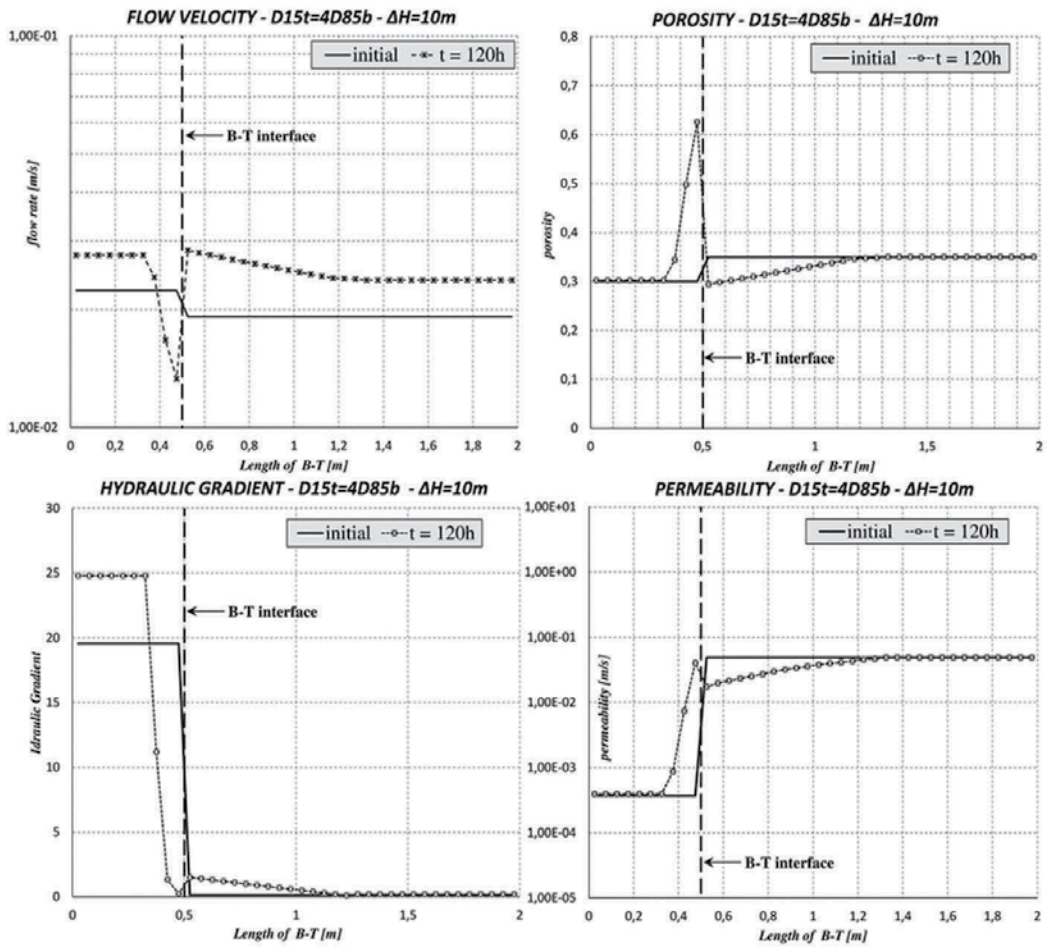 FLOW VELOCITY - D15t=4D85b - ΔH=10m
1,00E-01
initial t = 120h
B-T interface
flow rate [m/s]
1,00E-02
0 0,2 0,4 0,6 0,8 1 1,2 1,4 1,6 1,8 2
Length of B-T [m]
POROSITY - D15t=4D85b - ΔH=10m
0,8
initial t = 120h
0,7
0,6
0,5
porosity
0,4
0,3
0,2
B-T interface
0,1
0
0 0,5 1 1,5 2
Length of B-T [m]
HYDRAULIC GRADIENT - D15t=4D85b - ΔH=10m
30
initial t = 120h
25
B-T interface
20
15
Idraulic Gradient
10
5
0
0 0,5 1 1,5 2
Length of B-T [m]
PERMEABILITY - D15t=4D85b - ΔH=10m
1,00E+01
initial t = 120h
1,00E+00
1,00E-01
permeability [m/s]
1,00E-02
1,00E-03
1,00E-04
B-T interface
1,00E-05
0 0,2 0,4 0,6 0,8 1 1,2 1,4 1,6 1,8 2
Length of B-T [m]